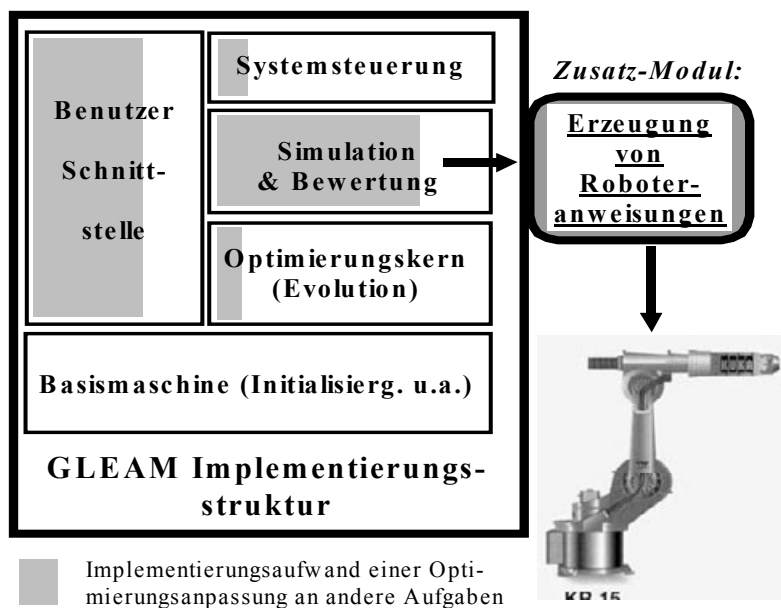 Systemsteuerung
Benutzer
Schnitt-
stelle
Simulation
& Bewertung
Optimierungskern
(Evolution)
Basismaschine (Initialisierg. u.a.)
GLEAM Implementierungs-
struktur
Zusatz-Modul:
Erzeugung
von
Roboter-
anweisungen
KUKA
KR 15
Implementierungsaufwand einer Opti-
mierungsanpassung an andere Aufgaben